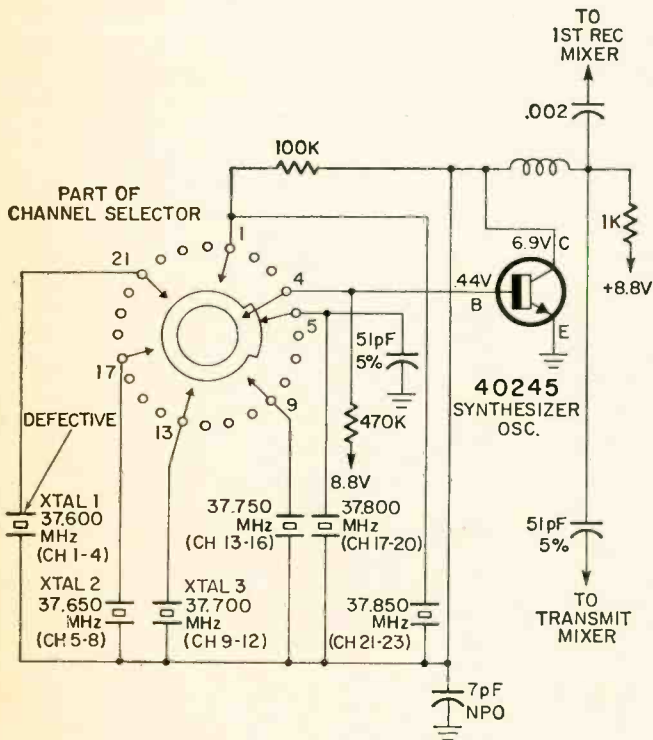 TO
1ST REC
MIXER
.002
100K
PART OF
CHANNEL SELECTOR
1
21
4
5
6.9V C
1K
+8.8V
.44V
B
E
51pF
5%
17
40245
SYNTHESIZER
OSC.
9
DEFECTIVE
13
470K
8.8V
XTAL 1
37.600
MHz
(CH 1-4)
37.750
MHz
(CH 13-16)
37.800
MHz
(CH 17-20)
51pF
5%
XTAL 2
37.650
MHz
(CH 5-8)
XTAL 3
37.700
MHz
(CH 9-12)
37.850
MHz
(CH 21-23)
TO
TRANSMIT
MIXER
7pF
NPO